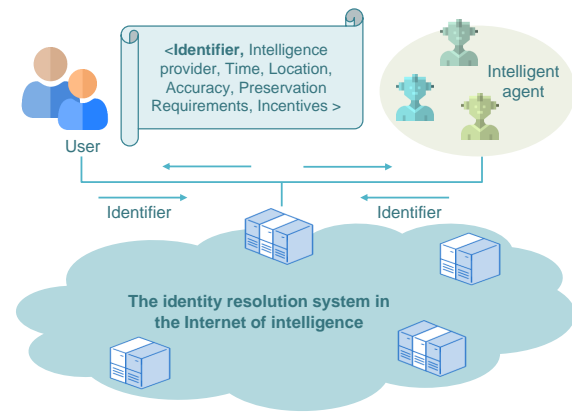 <Identifier, Intelligence
provider, Time, Location,
Accuracy, Preservation
Requirements, Incentives >
Intelligent
agent
User
Identifier
Identifier
The identity resolution system in
the Internet of intelligence